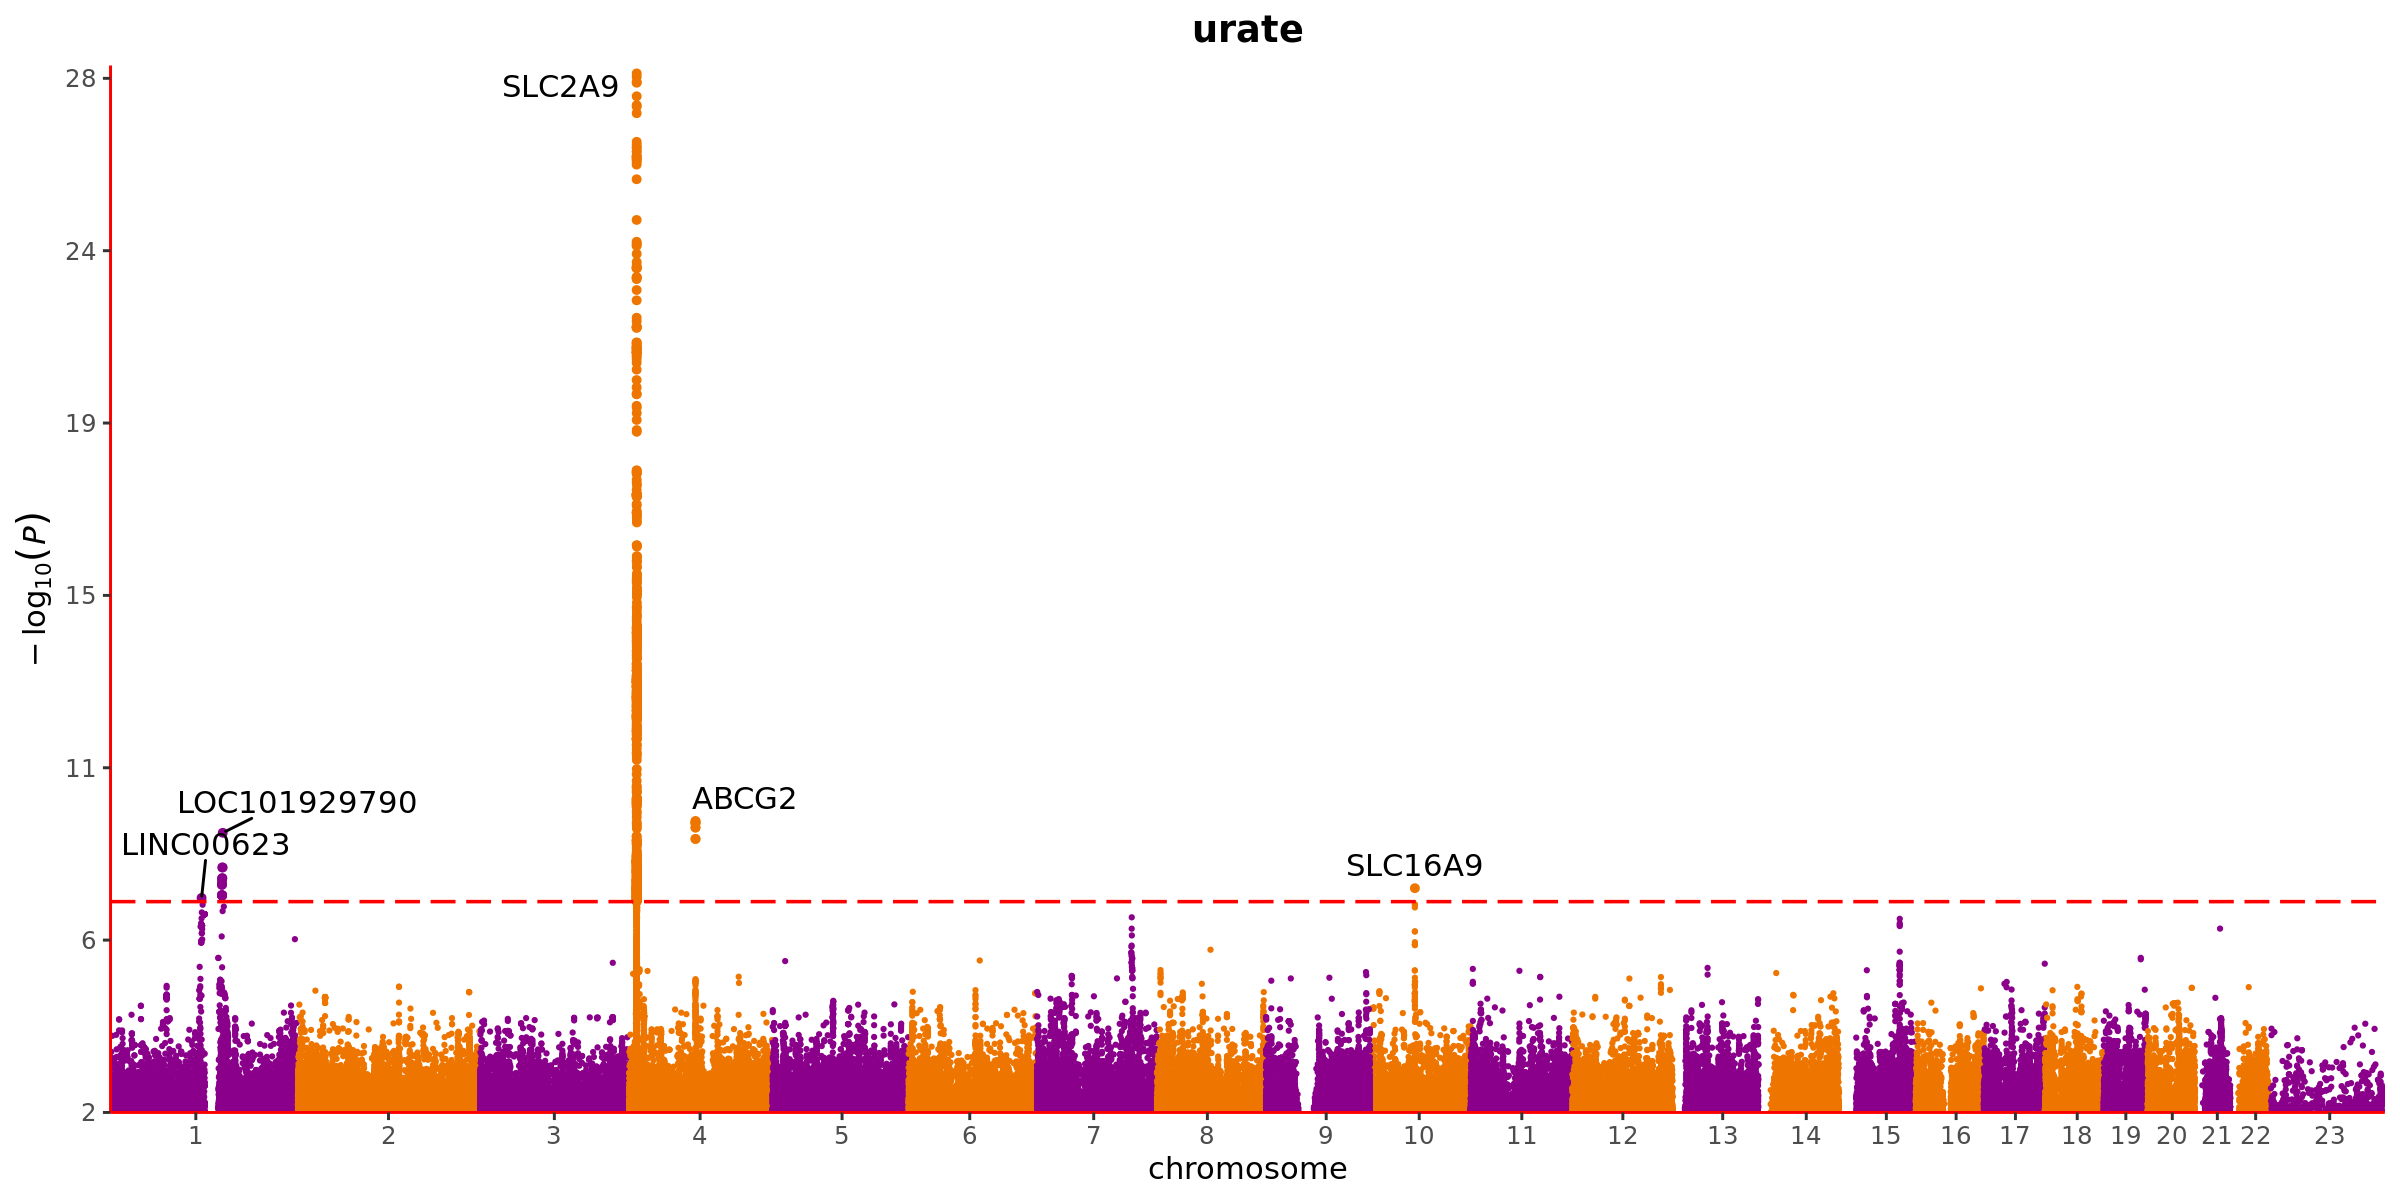 urate
28
24
19
15
11
6
2
− log10(P)
SLC2A9
LOC101929790
LINC00623
ABCG2
SLC16A9
1 2 3 4 5 6 7 8 9 10 11 12 13 14 15 16 17 18 19 20 21 22 23
chromosome